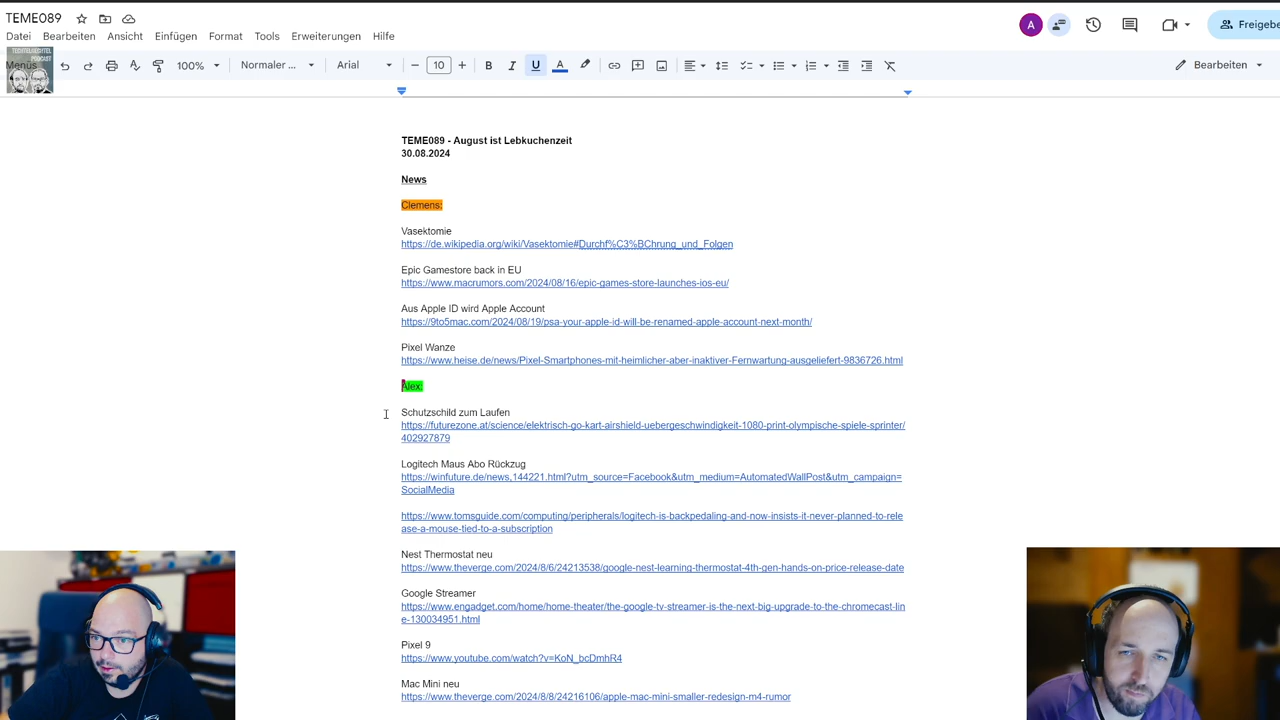 TEME089
Datei Bearbeiten Ansicht Einfügen Format Tools Erweiterungen Hilfe
A
Freigebe
TECHTELMECHTEL
PODCAST
Menüs
100% Normaler ... Arial 10 B I U A Bearbeiten
TEME089 - August ist Lebkuchenzeit
30.08.2024
News
Clemens:
Vasektomie
https://de.wikipedia.org/wiki/Vasektomie#Durchf%C3%BChrung_und_Folgen
Epic Gamestore back in EU
https://www.macrumors.com/2024/08/16/epic-games-store-launches-ios-eu/
Aus Apple ID wird Apple Account
https://9to5mac.com/2024/08/19/psa-your-apple-id-will-be-renamed-apple-account-next-month/
Pixel Wanze
https://www.heise.de/news/Pixel-Smartphones-mit-heimlicher-aber-inaktiver-Fernwartung-ausgeliefert-9836726.html
Alex:
Schutzschild zum Laufen
https://futurezone.at/science/elektrisch-go-kart-airshield-uebergeschwindigkeit-1080-print-olympische-spiele-sprinter/
402927879
Logitech Maus Abo Rückzug
https://winfuture.de/news,144221.html?utm_source=Facebook&utm_medium=AutomatedWallPost&utm_campaign=
SocialMedia
https://www.tomsguide.com/computing/peripherals/logitech-is-backpedaling-and-now-insists-it-never-planned-to-rele
ase-a-mouse-tied-to-a-subscription
Nest Thermostat neu
https://www.theverge.com/2024/8/6/24213538/google-nest-learning-thermostat-4th-gen-hands-on-price-release-date
Google Streamer
https://www.engadget.com/home/home-theater/the-google-tv-streamer-is-the-next-big-upgrade-to-the-chromecast-lin
e-130034951.html
Pixel 9
https://www.youtube.com/watch?v=KoN_bcDmhR4
Mac Mini neu
https://www.theverge.com/2024/8/8/24216106/apple-mac-mini-smaller-redesign-m4-rumor